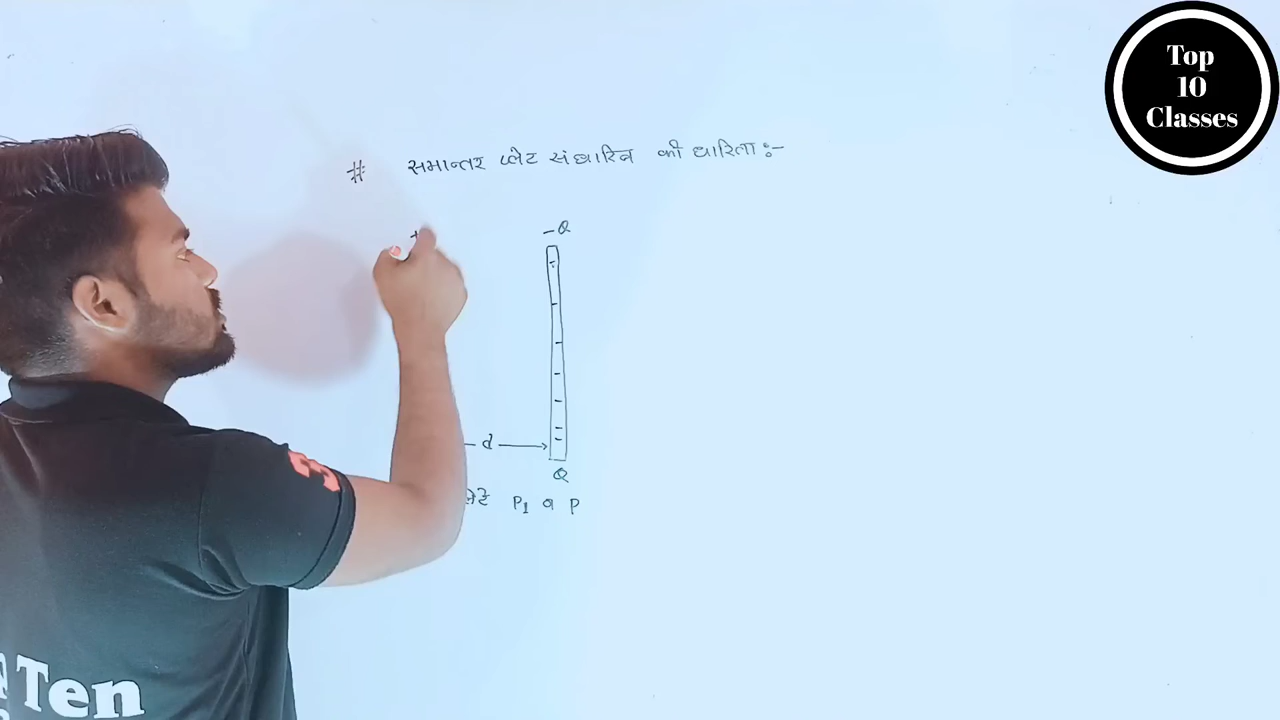 Top
10
Classes
# समान्तर प्लेट संधारित्र की धारिता :-
+
- Q
d
Q
P1 व P
Ten